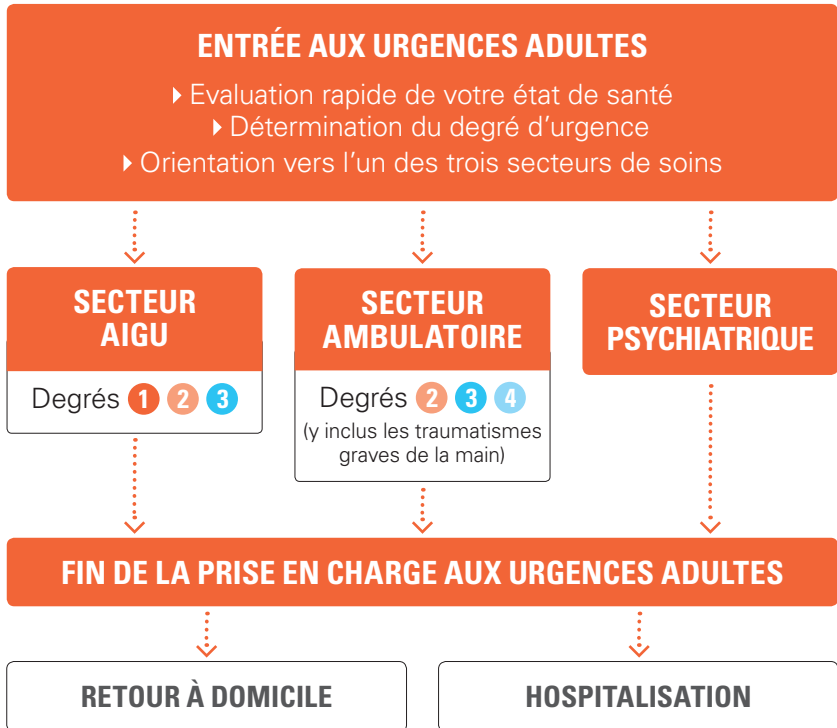 ENTRÉE AUX URGENCES ADULTES
Evaluation rapide de votre état de santé
Détermination du degré d’urgence
Orientation vers l’un des trois secteurs de soins
SECTEUR
AIGU
Degrés 1 2 3
SECTEUR
AMBULATOIRE
Degrés 2 3 4
(y inclus les traumatismes
graves de la main)
SECTEUR
PSYCHIATRIQUE
FIN DE LA PRISE EN CHARGE AUX URGENCES ADULTES
RETOUR À DOMICILE
HOSPITALISATION